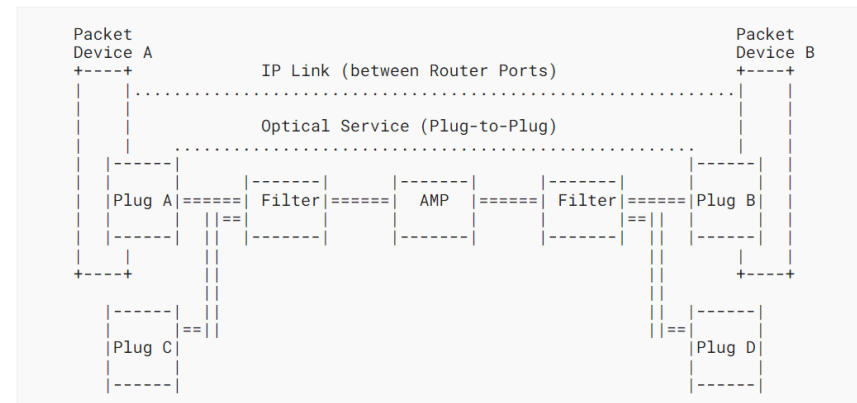 Packet Packet
Device A Device B
IP Link (between Router Ports)
Optical Service (Plug-to-Plug)
Plug A Filter AMP Filter Plug B
Plug C Plug D